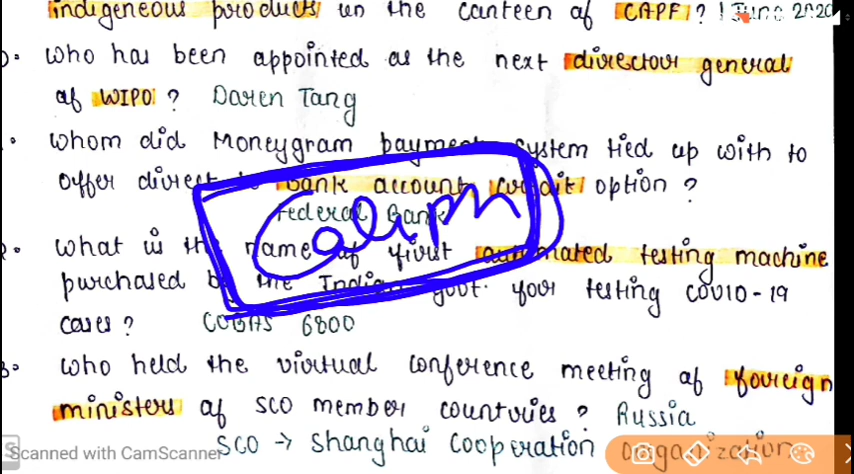 indigeneous products in the canteen of CAPF? 1 June 2020
who has been appointed as the next director general
of WIPO? Daren Tang
whom did Moneygram payment system tied up with to
offer direct to bank account credit option?
Federal Bank
Caliph
what is the name of first automated testing machine
purchased by the Indian govt. for testing COVID-19
cases? COBAS 6800
who held the virtual conference meeting of foreign
ministers of SCO member countries? Russia
SCO → Shanghai Cooperation Organization
Scanned with CamScanner